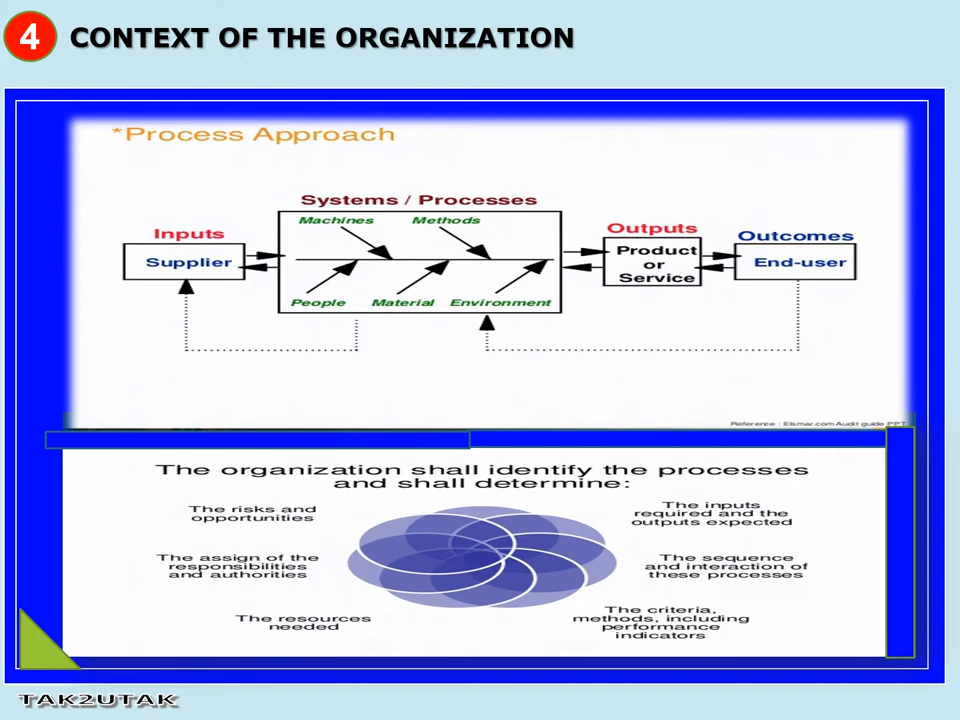 4 CONTEXT OF THE ORGANIZATION
*Process Approach
Systems / Processes
Machines Methods
Inputs
Supplier
People Material Environment
Outputs
Product
or
Service
Outcomes
End-user
Reference : Elsmar.com Audit guide PPT
The organization shall identify the processes
and shall determine:
The risks and
opportunities
The inputs
required and the
outputs expected
The assign of the
responsibilities
and authorities
The sequence
and interaction of
these processes
The resources
needed
The criteria,
methods, including
performance
indicators
TAK2UTAK